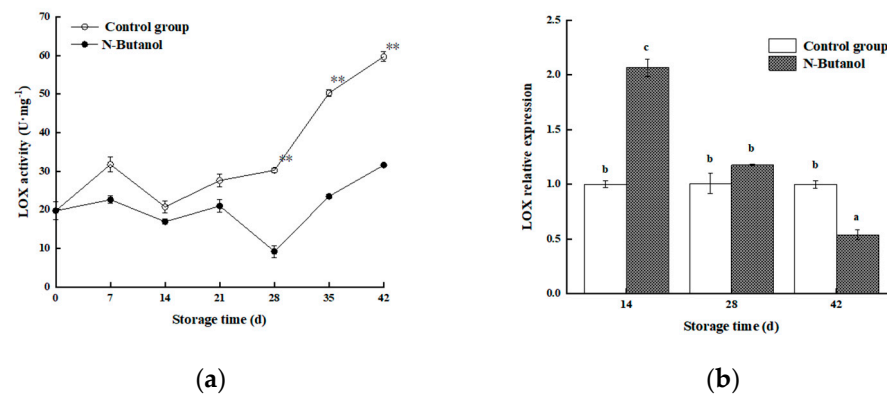 Control group
N-Butanol
LOX activity (U·mg⁻¹)
70
60
50
40
30
20
10
0
**
**
**
0 7 14 21 28 35 42
Storage time (d)
(a)
Control group
N-Butanol
LOX relative expression
2.5
2.0
1.5
1.0
0.5
0.0
b c b b b a
14 28 42
Storage time (d)
(b)